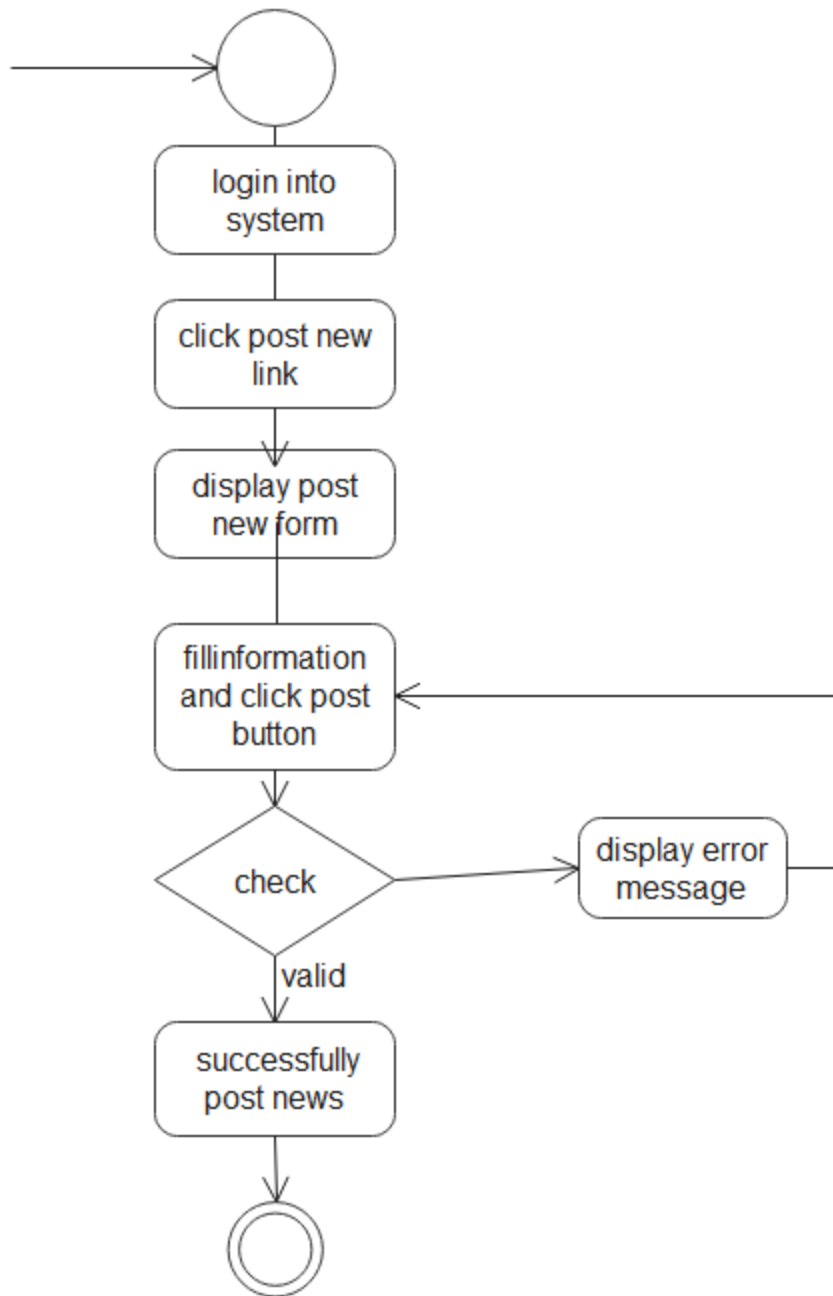 login into
system
click post new
link
display post
new form
fillinformation
and click post
button
check
display error
message
valid
successfully
post news